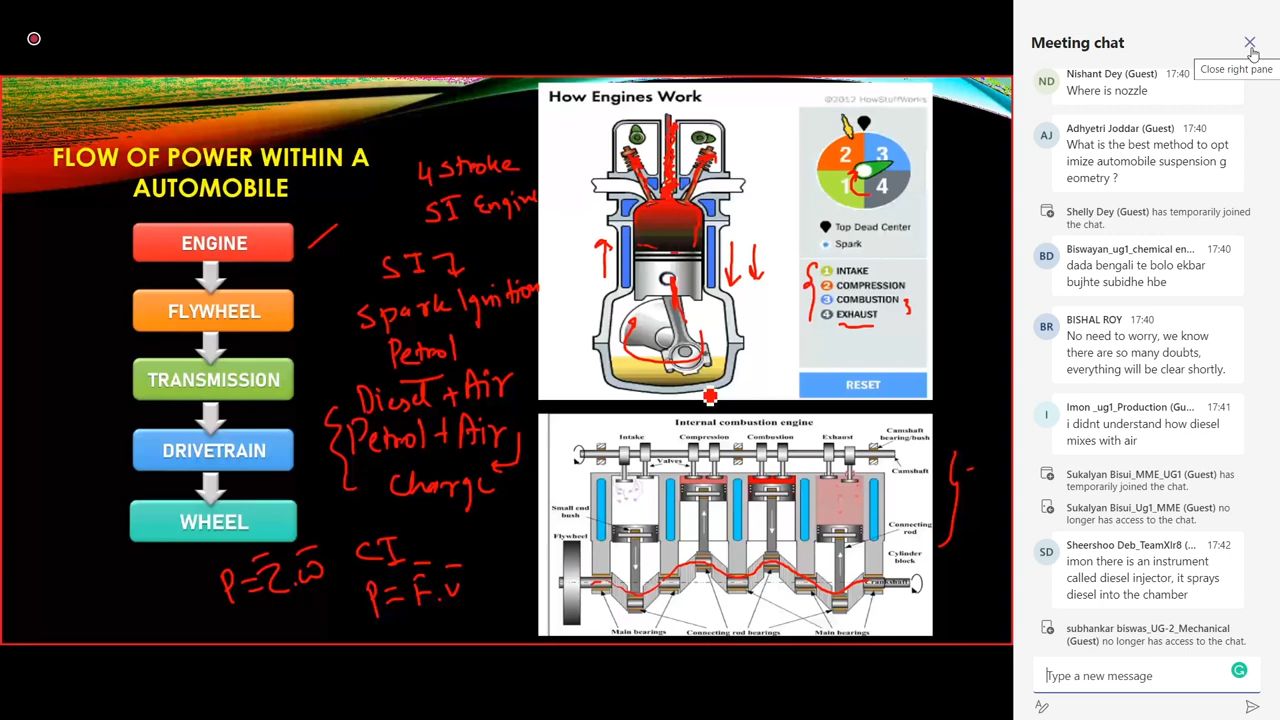 FLOW OF POWER WITHIN A
AUTOMOBILE
ENGINE
FLYWHEEL
TRANSMISSION
DRIVETRAIN
WHEEL
4 Stroke
SI Engine
SI
Spark Ignition
Petrol
Diesel + Air
Petrol + Air
Charge
CI
P = τ.ω
P = F.v
How Engines Work
©2012 HowStuffWorks
2
3
1
4
Top Dead Center
Spark
1 INTAKE
2 COMPRESSION
3 COMBUSTION
4 EXHAUST
RESET
Internal combustion engine
Intake
Compression
Combustion
Exhaust
Camshaft
bearing/bush
Valves
Camshaft
Small end
bush
Flywheel
Connecting
rod
Cylinder
block
Crankshaft
Main bearings
Connecting rod bearings
Main bearings
Meeting chat
Close right pane
ND
Nishant Dey (Guest) 17:40
Where is nozzle
AJ
Adhyetri Joddar (Guest) 17:40
What is the best method to opt
imize automobile suspension g
eometry ?
Shelly Dey (Guest) has temporarily joined
the chat.
BD
Biswayan_ug1_chemical en... 17:40
dada bengali te bolo ekbar
bujhte subidhe hbe
BR
BISHAL ROY 17:40
No need to worry, we know
there are so many doubts,
everything will be clear shortly.
I
Imon _ug1_Production (Gu... 17:41
i didnt understand how diesel
mixes with air
Sukalyan Bisui_MME_UG1 (Guest) has
temporarily joined the chat.
Sukalyan Bisui_Ug1_MME (Guest) no
longer has access to the chat.
SD
Sheershoo Deb_TeamXlr8 (... 17:42
imon there is an instrument
called diesel injector, it sprays
diesel into the chamber
subhankar biswas_UG-2_Mechanical
(Guest) no longer has access to the chat.
Type a new message